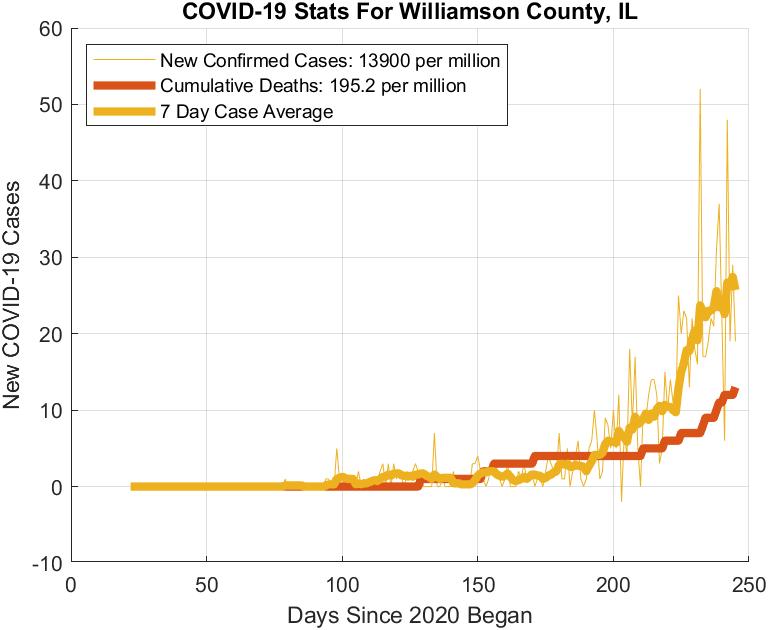 COVID-19 Stats For Williamson County, IL
New Confirmed Cases: 13900 per million
Cumulative Deaths: 195.2 per million
7 Day Case Average
New COVID-19 Cases
60
50
40
30
20
10
0
-10
0 50 100 150 200 250
Days Since 2020 Began